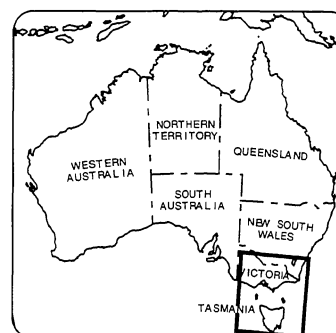 NORTHERN
TERRITORY
QUEENSLAND
WESTERN
AUSTRALIA
SOUTH
AUSTRALIA
NEW SOUTH
WALES
VICTORIA
TASMANIA